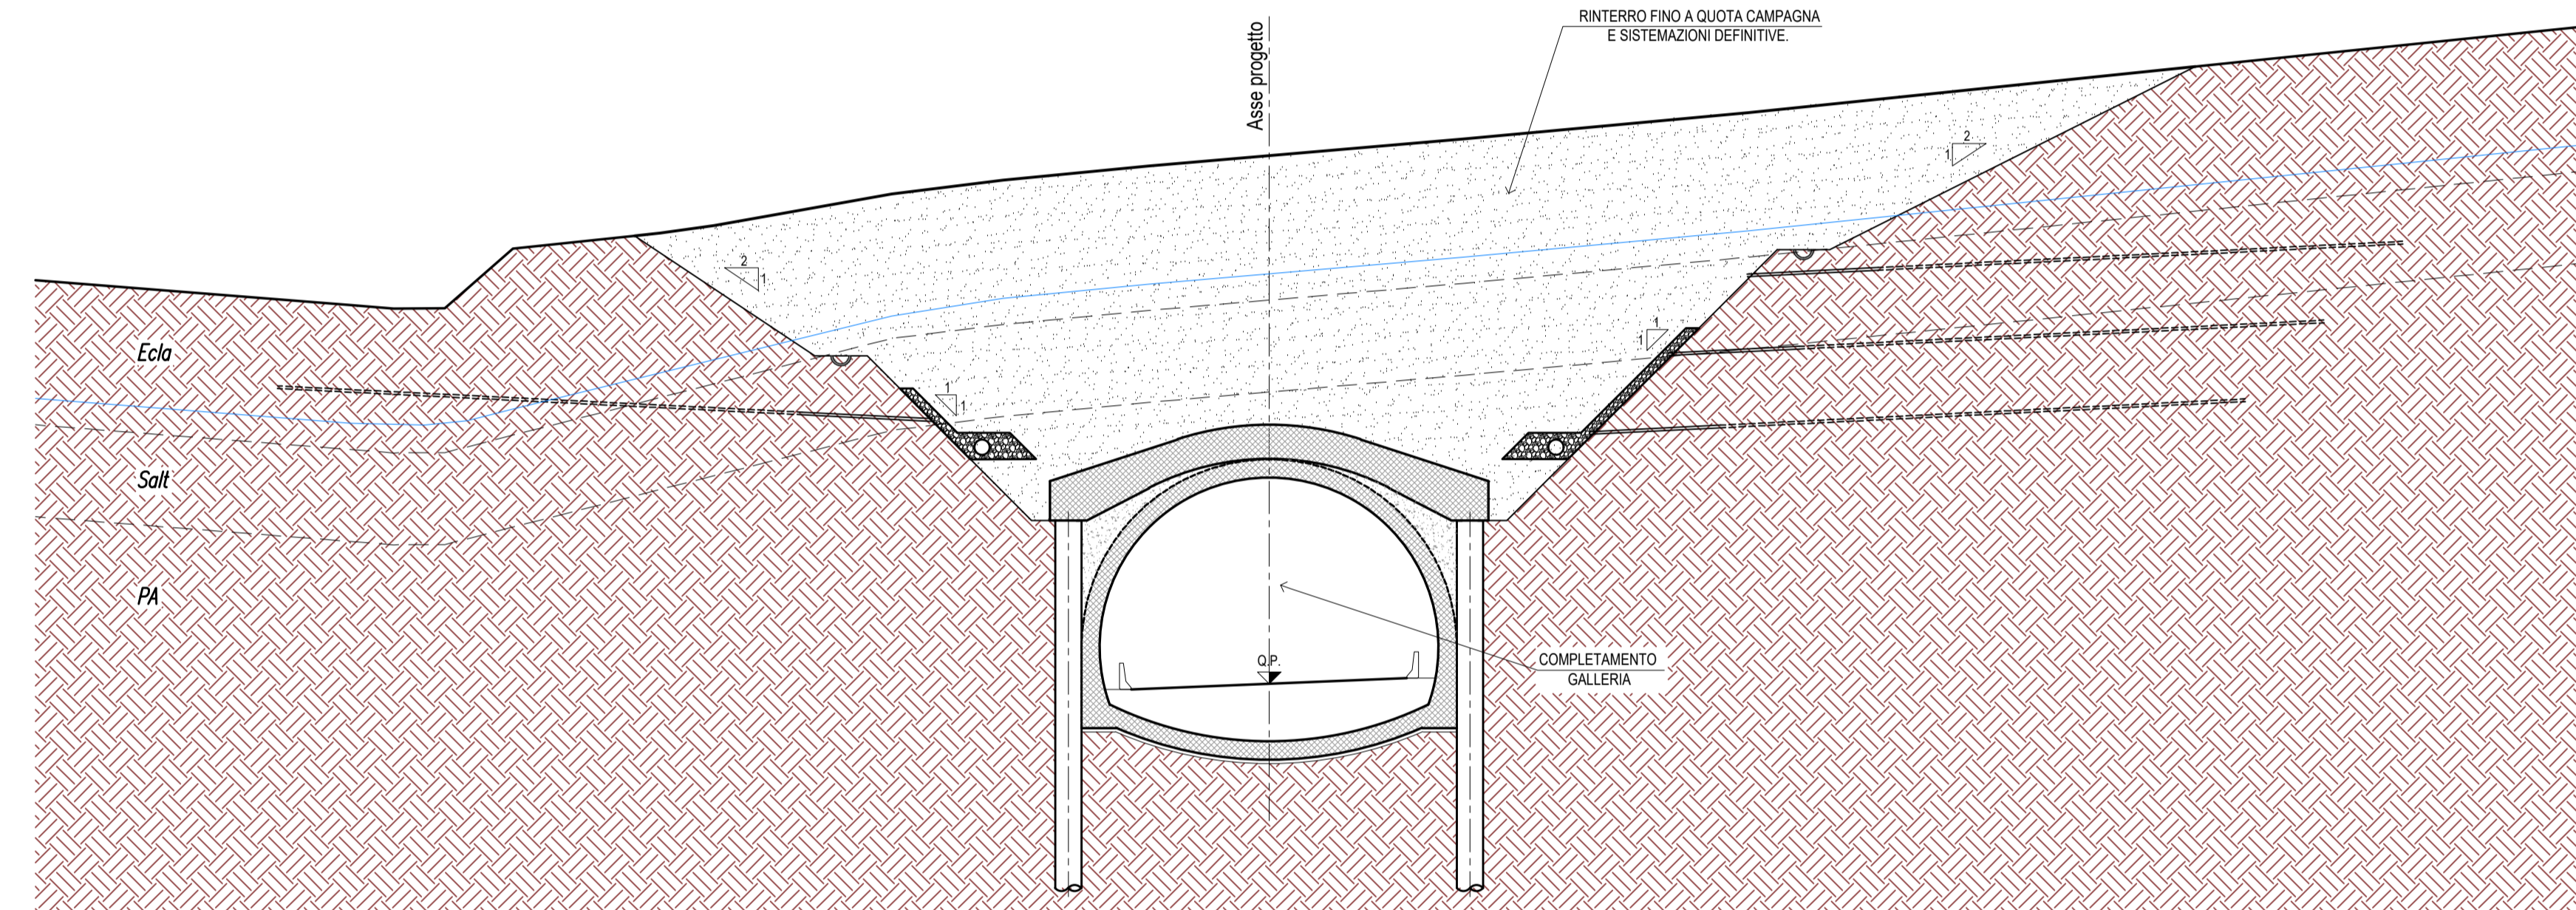 RINTERRO FINO A QUOTA CAMPAGNA
E SISTEMAZIONI DEFINITIVE.
Asse progetto
2
1
2
1
1
1
1
1
Ecla
Salt
PA
Q.P.
COMPLETAMENTO
GALLERIA